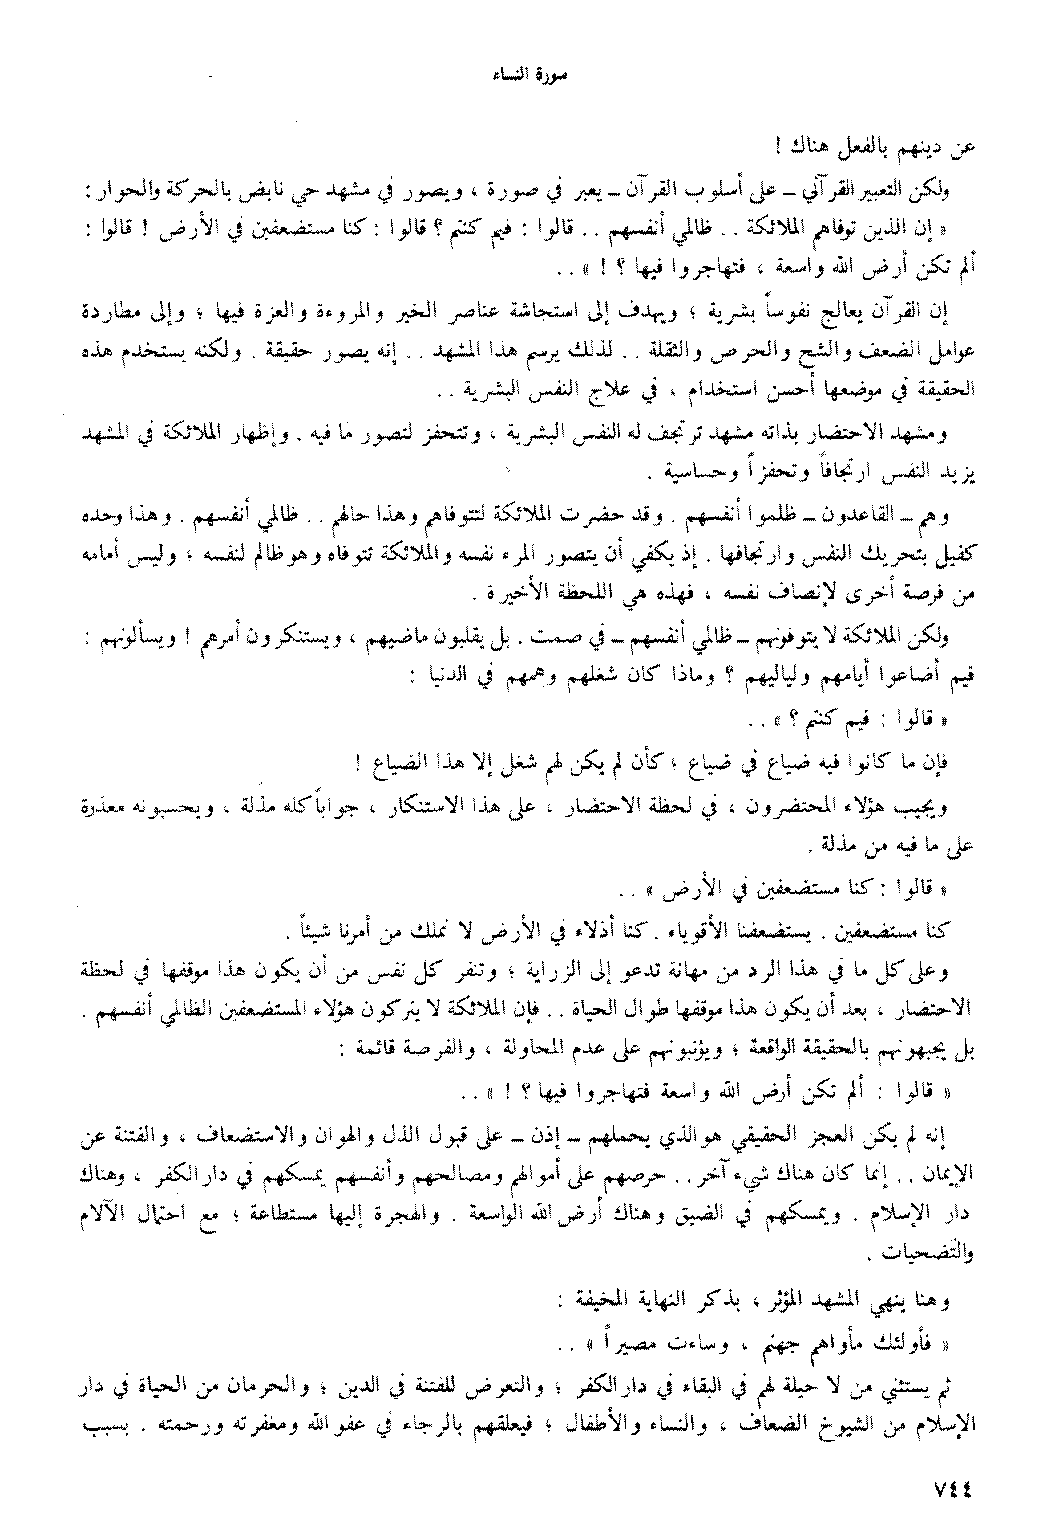 سورة النساء
عن دينهم بالفعل هناك !
ولكن التعبير القرآني – على أسلوب القرآن – يعبر في صورة ، ويصور في مشهد حي نابض بالحركة والحوار :
« إن الذين توفاهم الملائكة .. ظالمي أنفسهم .. قالوا : فيم كنتم ؟ قالوا : كنا مستضعفين في الأرض ! قالوا :
ألم تكن أرض الله واسعة ، فتهاجروا فيها ؟ ! » ..
إن القرآن يعالج نفوساً بشرية ؛ ويهدف إلى استجاشة عناصر الخير والمروءة والعزة فيها ؛ وإلى مطاردة
عوامل الضعف والشح والحرص والثقلة .. لذلك يرسم هذا المشهد .. إنه يصور حقيقة . ولكنه يستخدم هذه
الحقيقة في موضعها أحسن استخدام ، في علاج النفس البشرية ..
ومشهد الاحتضار بذاته مشهد ترتجف له النفس البشرية ، وتتحفز لتصور ما فيه . وإظهار الملائكة في المشهد
يزيد النفس ارتجافاً وتحفزاً وحساسية .
وهم – القاعدون – ظلموا أنفسهم . وقد حضرت الملائكة لتتوفاهم وهذا حالهم .. ظالمي أنفسهم . وهذا وحده
كفيل بتحريك النفس وارتجافها . إذ يكفي أن يتصور المرء نفسه والملائكة تتوفاه وهو ظالم لنفسه ؛ وليس أمامه
من فرصة أخرى لإنصاف نفسه ، فهذه هي اللحظة الأخيرة .
ولكن الملائكة لا يتوفونهم – ظالمي أنفسهم – في صمت . بل يقلبون ماضيهم ، ويستنكرون أمرهم ! ويسألونهم :
فيم أضاعوا أيامهم ولياليهم ؟ وماذا كان شغلهم وهمهم في الدنيا :
« قالوا : فيم كنتم ؟ » ..
فإن ما كانوا فيه ضياع في ضياع ؛ كأن لم يكن لهم شغل إلا هذا الضياع !
ويجيب هؤلاء المحتضرون ، في لحظة الاحتضار ، على هذا الاستنكار ، جواباً كله مذلة ، ويحسبونه معذرة
على ما فيه من مذلة .
« قالوا : كنا مستضعفين في الأرض » ..
كنا مستضعفين . يستضعفنا الأقوياء . كنا أذلاء في الأرض لا نملك من أمرنا شيئاً .
وعلى كل ما في هذا الرد من مهانة تدعو إلى الزراية ؛ وتنفر كل نفس من أن يكون هذا موقفها في لحظة
الاحتضار ، بعد أن يكون هذا موقفها طوال الحياة .. فإن الملائكة لا يتركون هؤلاء المستضعفين الظالمي أنفسهم .
بل يجبهونهم بالحقيقة الواقعة ؛ ويؤنبونهم على عدم المحاولة ، والفرصة قائمة :
« قالوا : ألم تكن أرض الله واسعة فتهاجروا فيها ؟ ! » ..
إنه لم يكن العجز الحقيقي هو الذي يحملهم – إذن – على قبول الذل والهوان والاستضعاف ، والفتنة عن
الإيمان .. إنما كان هناك شيء آخر .. حرصهم على أموالهم ومصالحهم وأنفسهم يمسكهم في دار الكفر ، وهناك
دار الإسلام . ويمسكهم في الضيق وهناك أرض الله الواسعة . والهجرة إليها مستطاعة ؛ مع احتمال الآلام
والتضحيات .
وهنا ينهي المشهد المؤثر ، بذكر النهاية المخيفة :
« فأولئك مأواهم جهنم ، وساءت مصيراً » ..
ثم يستثني من لا حيلة لهم في البقاء في دار الكفر ؛ والتعرض للفتنة في الدين ؛ والحرمان من الحياة في دار
الإسلام من الشيوخ الضعاف ، والنساء والأطفال ؛ فيعلقهم بالرجاء في عفو الله ومغفرته ورحمته . بسبب
٧٤٤